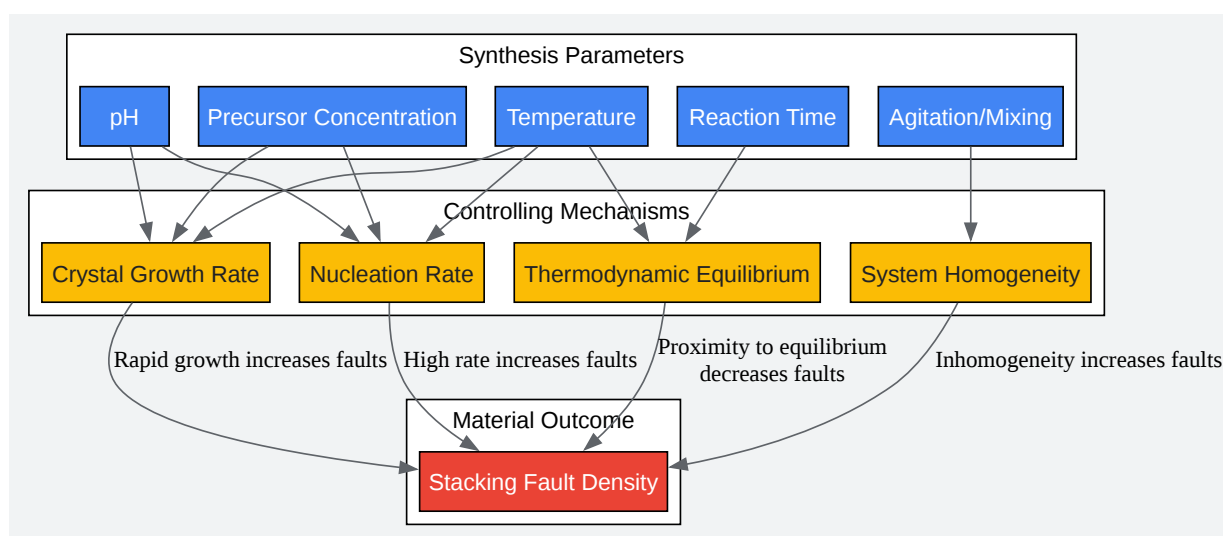 Synthesis Parameters
pH
Precursor Concentration
Temperature
Reaction Time
Agitation/Mixing
Controlling Mechanisms
Crystal Growth Rate
Nucleation Rate
Thermodynamic Equilibrium
System Homogeneity
Rapid growth increases faults
High rate increases faults
Proximity to equilibrium
decreases faults
Inhomogeneity increases faults
Material Outcome
Stacking Fault Density